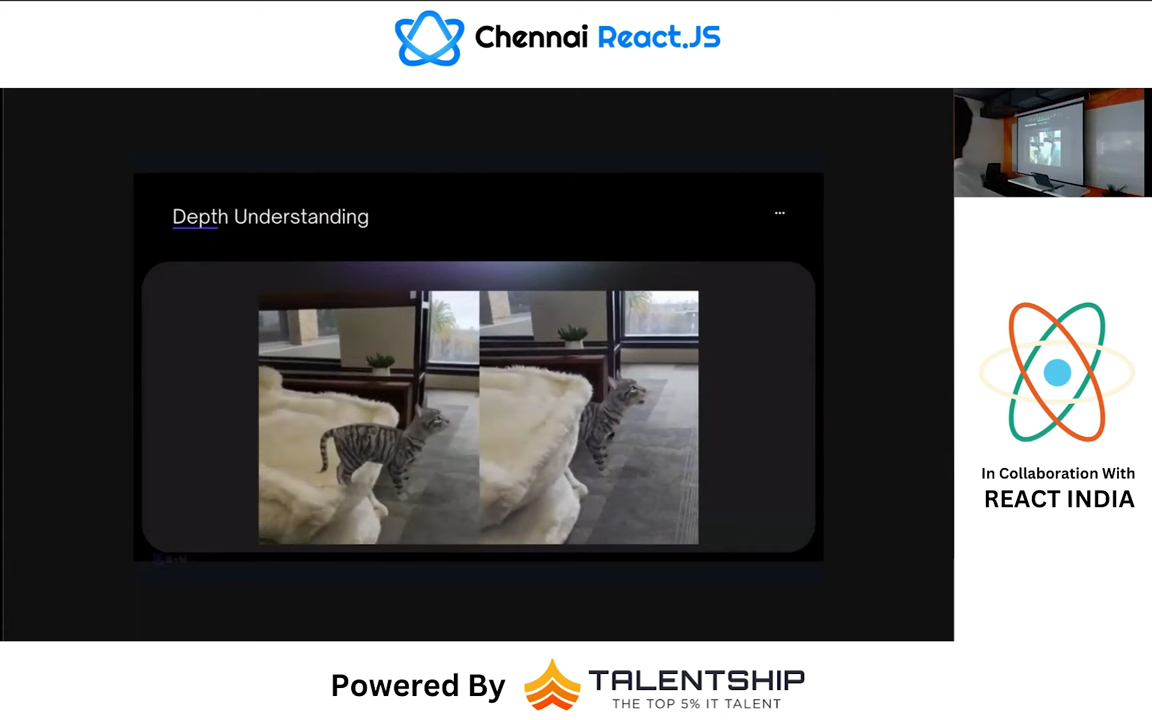 Chennai React.JS
Depth Understanding
In Collaboration With
REACT INDIA
Powered By
TALENTSHIP
THE TOP 5% IT TALENT